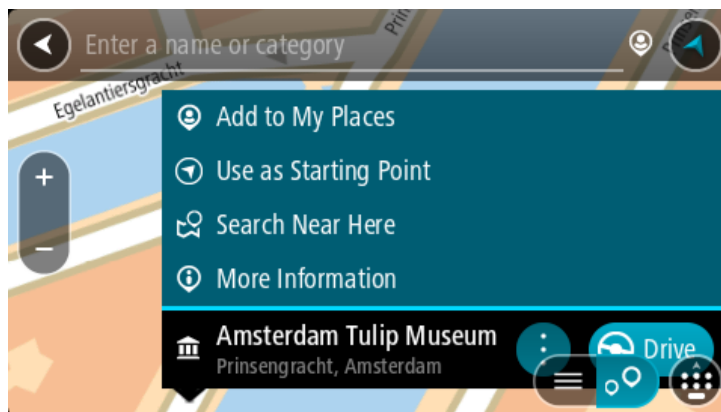 Enter a name or category
Egelantiersgracht
Add to My Places
Use as Starting Point
Search Near Here
More Information
Amsterdam Tulip Museum
Prinsengracht, Amsterdam
Drive